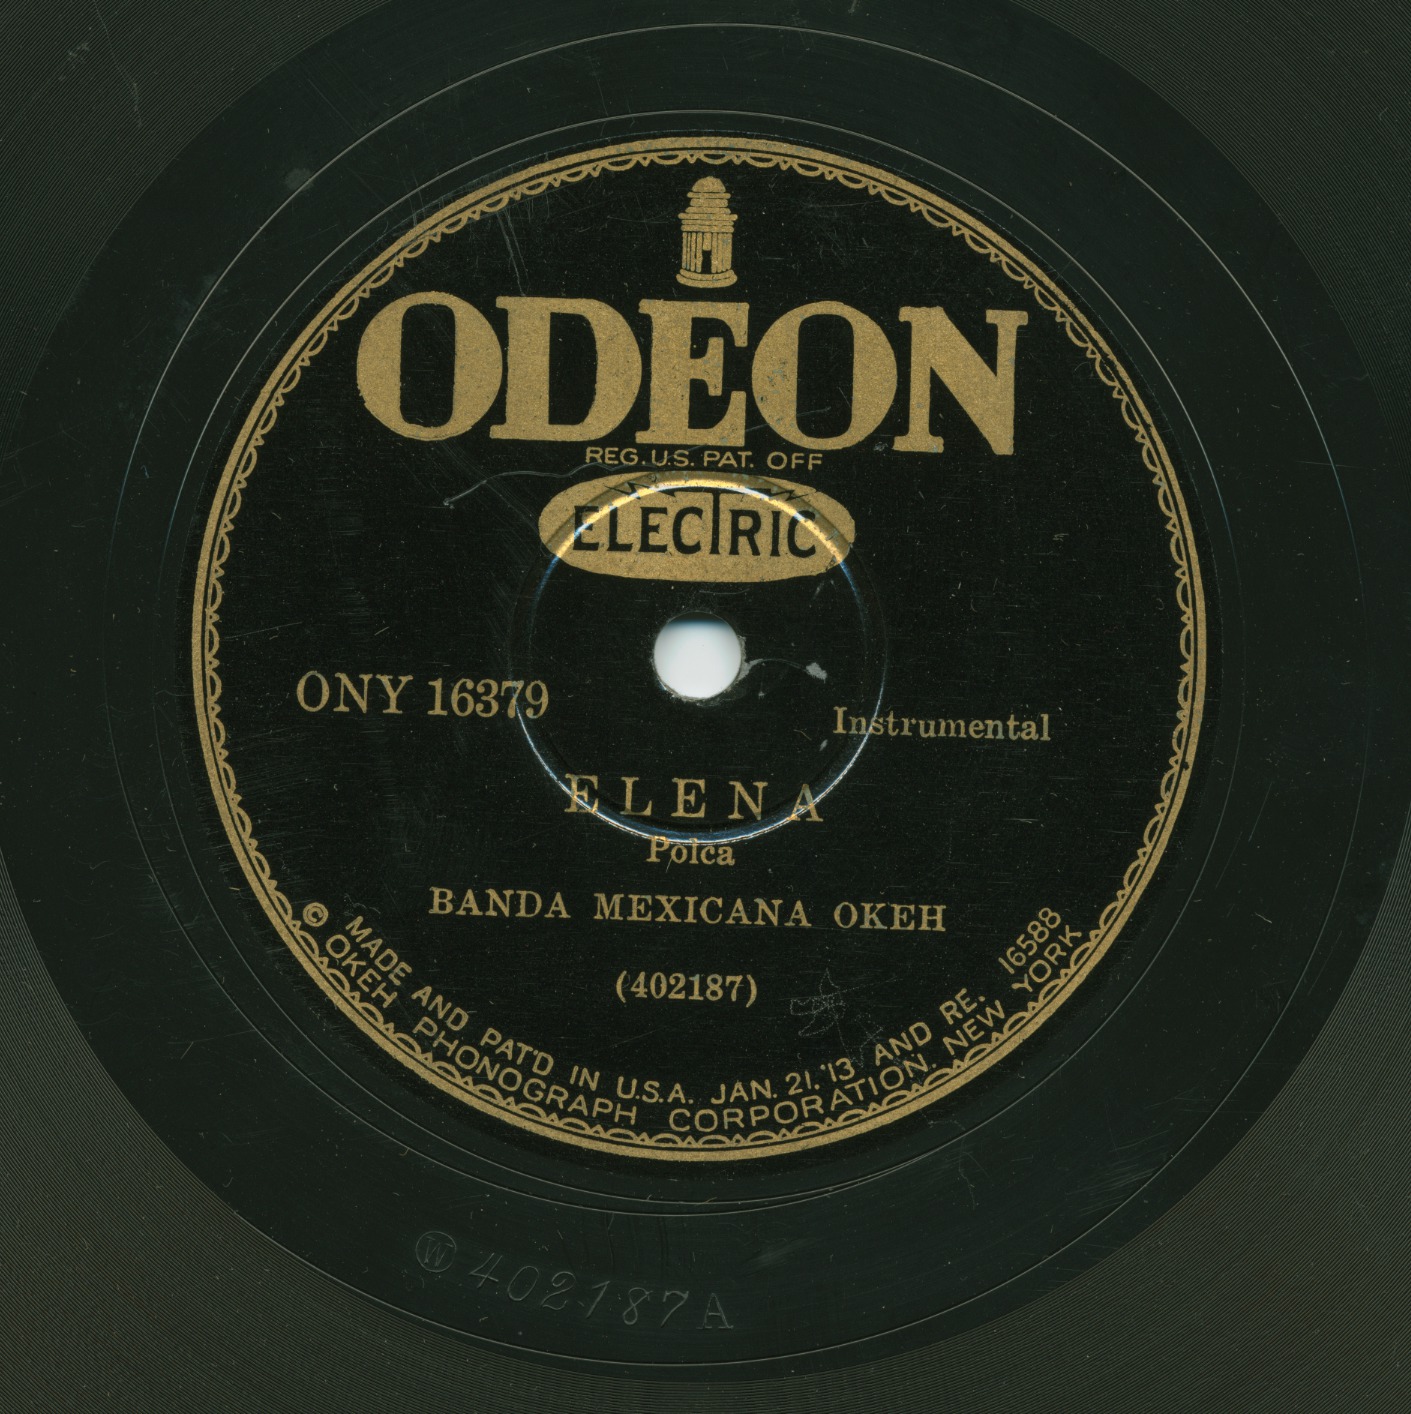 ODEON
REG. U.S. PAT. OFF
ELECTRIC
ONY 16379
Instrumental
ELENA
Polca
BANDA MEXICANA OKEH
(402187)
MADE AND PAT'D IN U.S.A. JAN. 21. '13 AND RE. 16588
© OKEH PHONOGRAPH CORPORATION. NEW YORK
Ⓦ 402187A